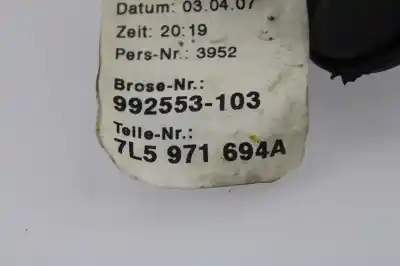 Datum: 03.04.07
Zeit: 20:19
Pers-Nr.: 3952
Brose-Nr.:
992553-103
Teile-Nr.:
7L5 971 694A